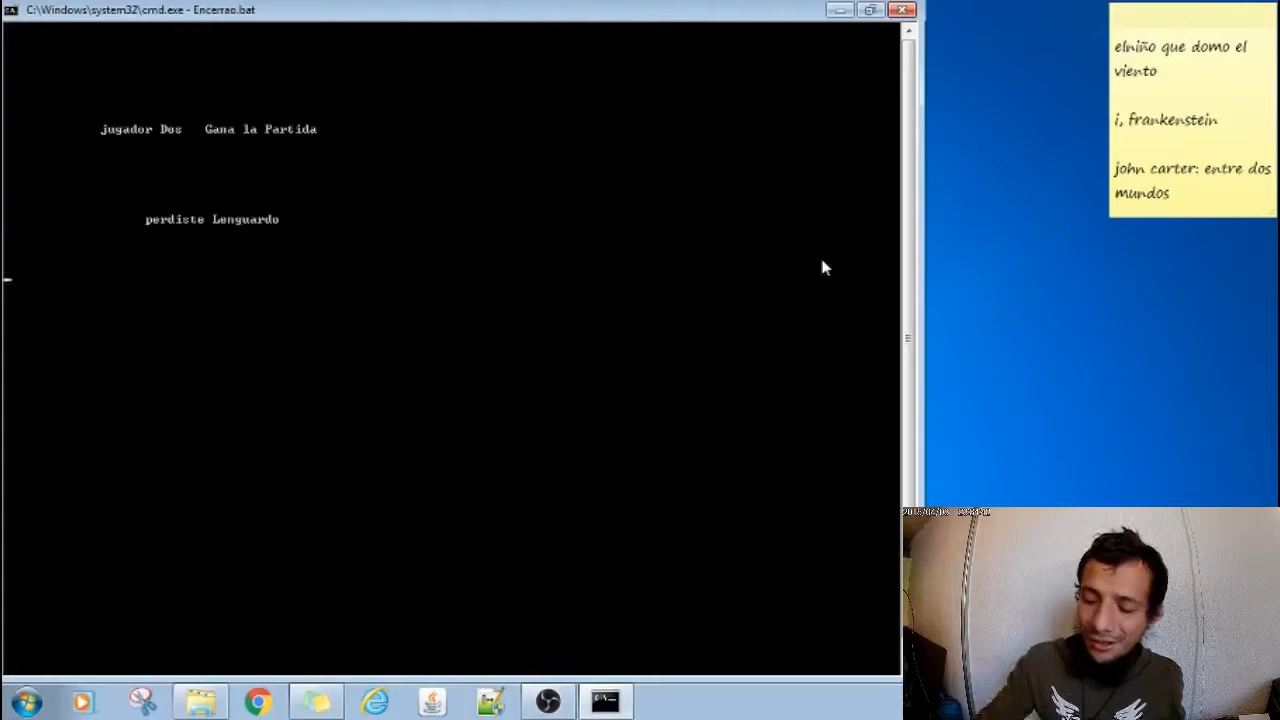 C:\Windows\system32\cmd.exe - Encerrao.bat
jugador Dos Gana la Partida
perdiste Lenguardo
elniño que domo el
viento
i, frankenstein
john carter: entre dos
mundos